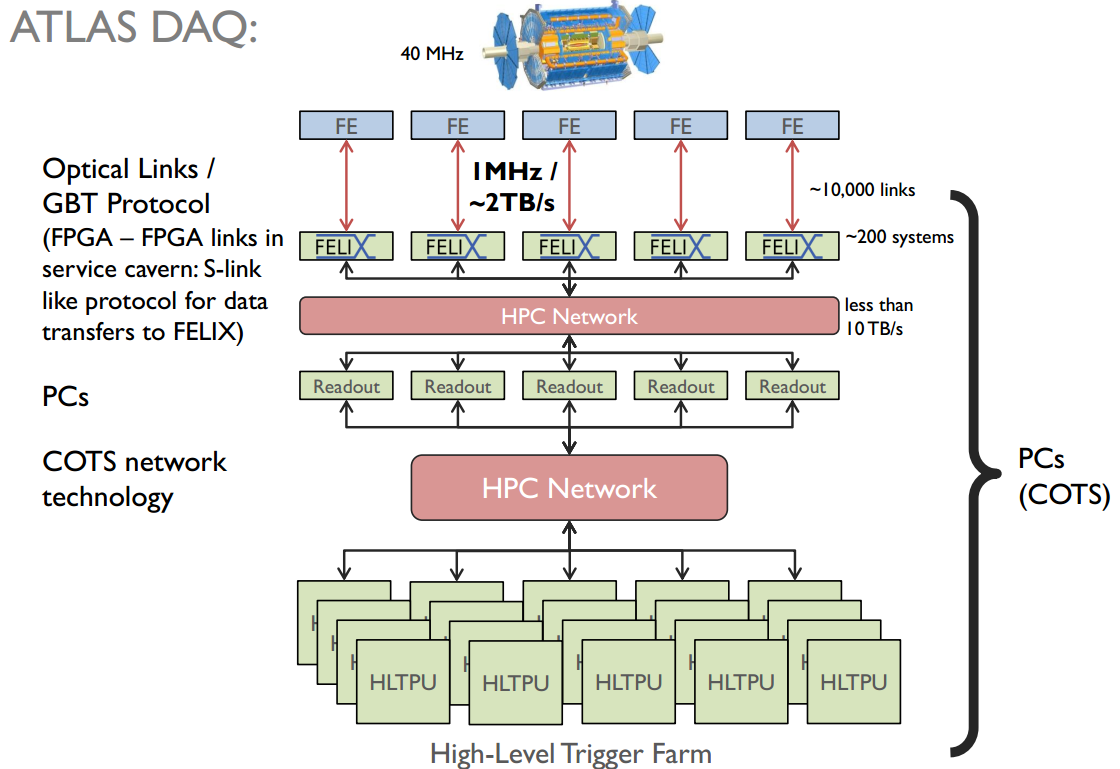 ATLAS DAQ:
40 MHz
FE FE FE FE FE
Optical Links /
GBT Protocol
(FPGA – FPGA links in
service cavern: S-link
like protocol for data
transfers to FELIX)
1MHz /
~2TB/s
~10,000 links
FELIX FELIX FELIX FELIX FELIX
~200 systems
HPC Network
less than
10 TB/s
Readout Readout Readout Readout Readout
PCs
COTS network
technology
HPC Network
PCs
(COTS)
H
H
H H
HLTPU HLTPU HLTPU HLTPU HLTPU
High-Level Trigger Farm